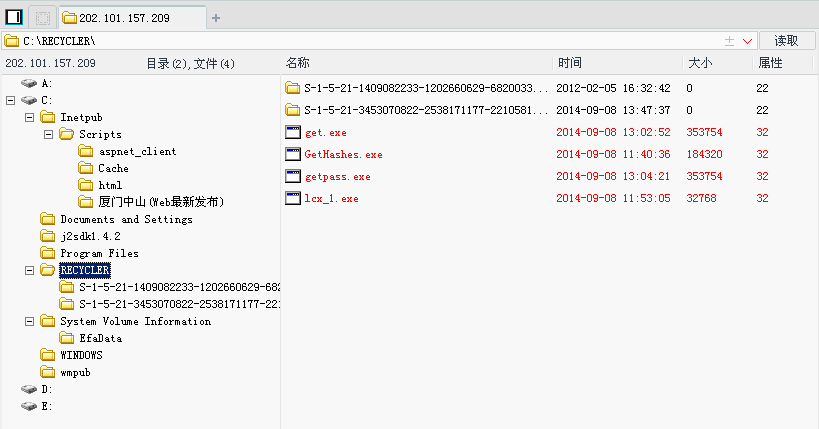 202.101.157.209
C:\RECYCLER\ 读取
202.101.157.209 目录(2),文件(4) 名称 时间 大小 属性
A:
C:
Inetpub
Scripts
aspnet_client
Cache
html
厦门中山(Web最新发布)
Documents and Settings
j2sdk1.4.2
Program Files
RECYCLER
S-1-5-21-1409082233-1202660629-682
S-1-5-21-3453070822-2538171177-221
System Volume Information
EfaData
WINDOWS
wmpub
D:
E:
S-1-5-21-1409082233-1202660629-6820033... 2012-02-05 16:32:42 0 22
S-1-5-21-3453070822-2538171177-2210581... 2014-09-08 13:47:37 0 22
get.exe 2014-09-08 13:02:52 353754 32
GetHashes.exe 2014-09-08 11:40:36 184320 32
getpass.exe 2014-09-08 13:04:21 353754 32
lcx_1.exe 2014-09-08 11:53:05 32768 32